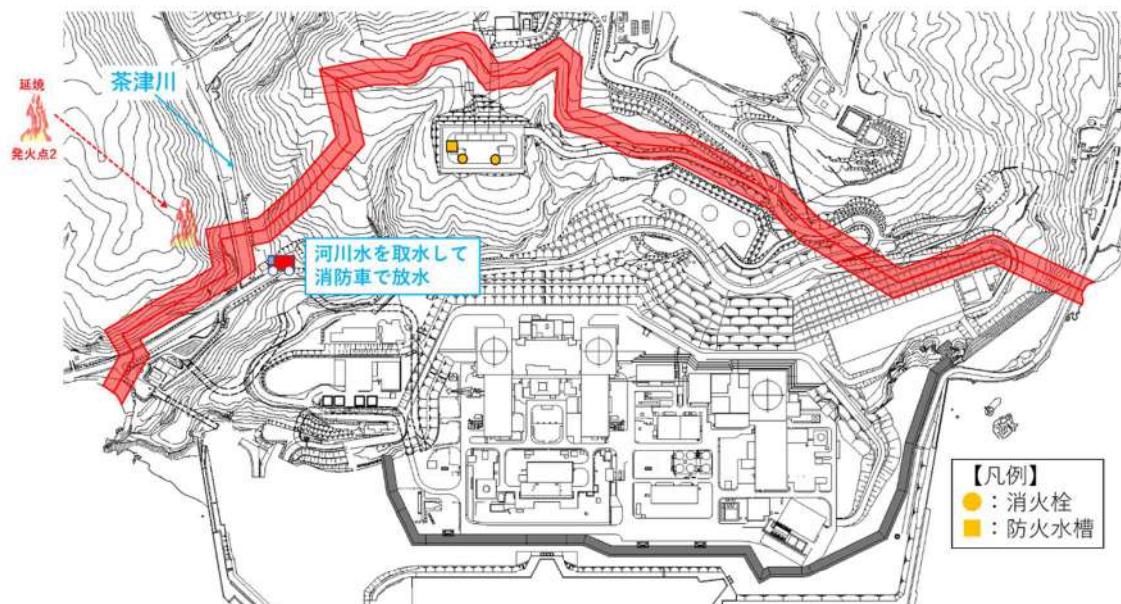 延焼
発火点2
茶津川
河川水を取水して
消防車で放水
【凡例】
●：消火栓
■：防火水槽